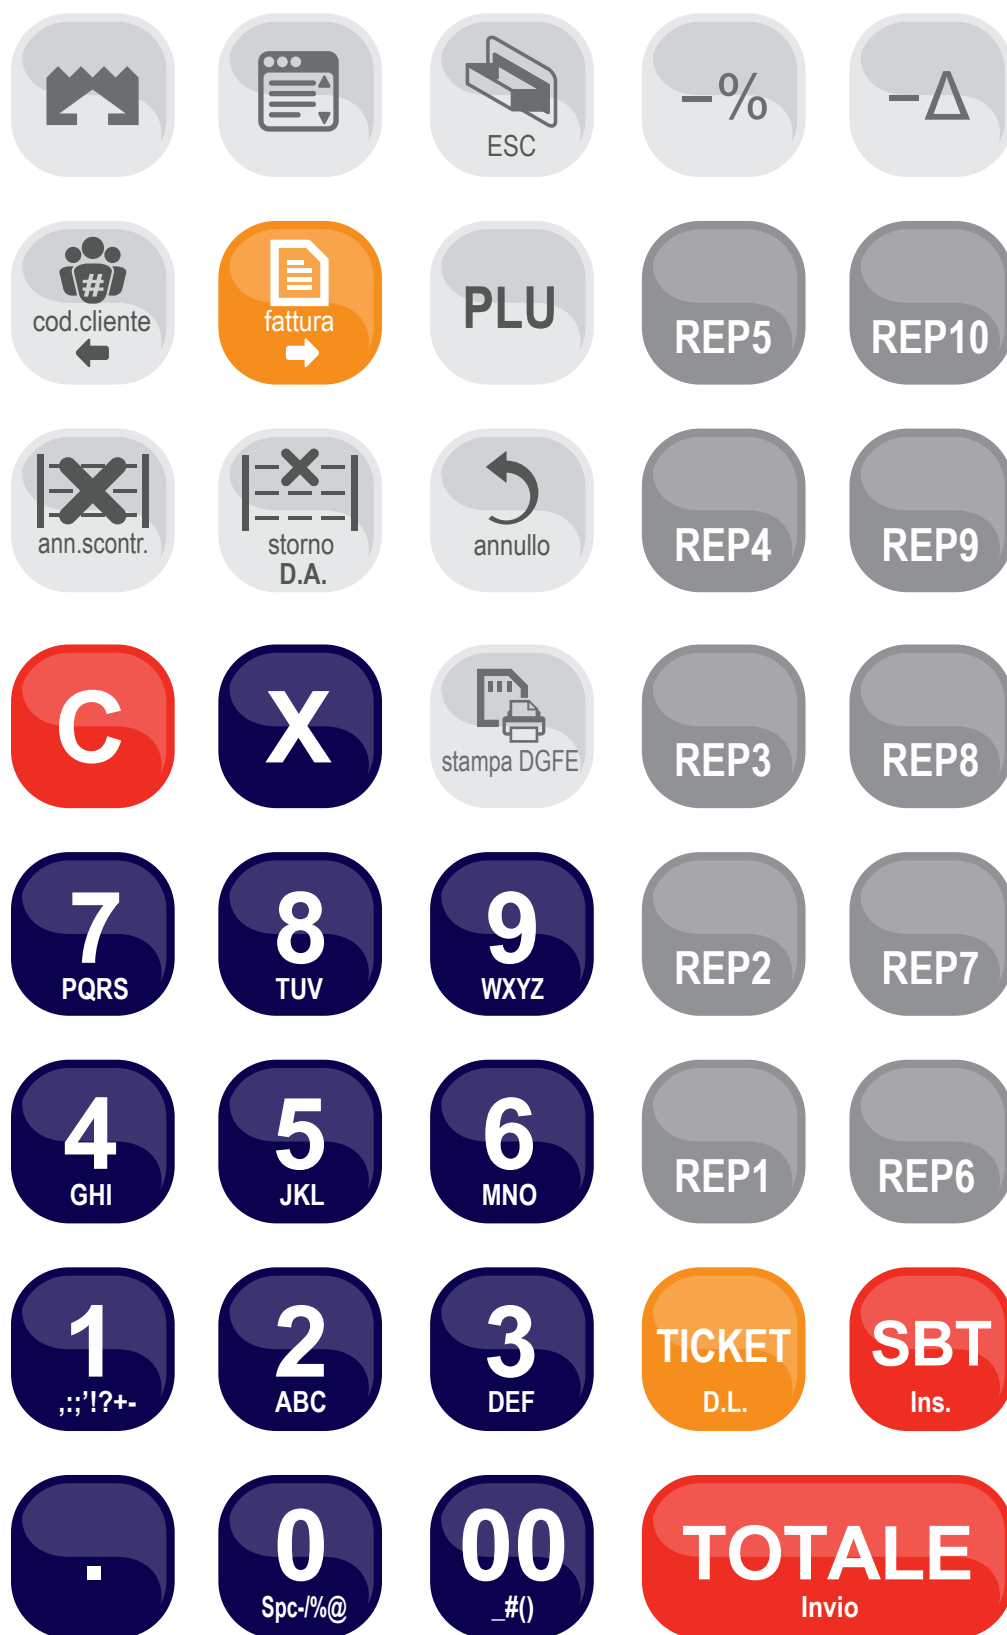 ESC
-%
-Δ
cod.cliente
#
fattura
PLU
REP5
REP10
ann.scontr.
storno
D.A.
annullo
REP4
REP9
C
X
stampa DGFE
REP3
REP8
7
PQRS
8
TUV
9
WXYZ
REP2
REP7
4
GHI
5
JKL
6
MNO
REP1
REP6
1
,:;'!?+-
2
ABC
3
DEF
TICKET
D.L.
SBT
Ins.
.
0
Spc-/%@
00
_#()
TOTALE
Invio